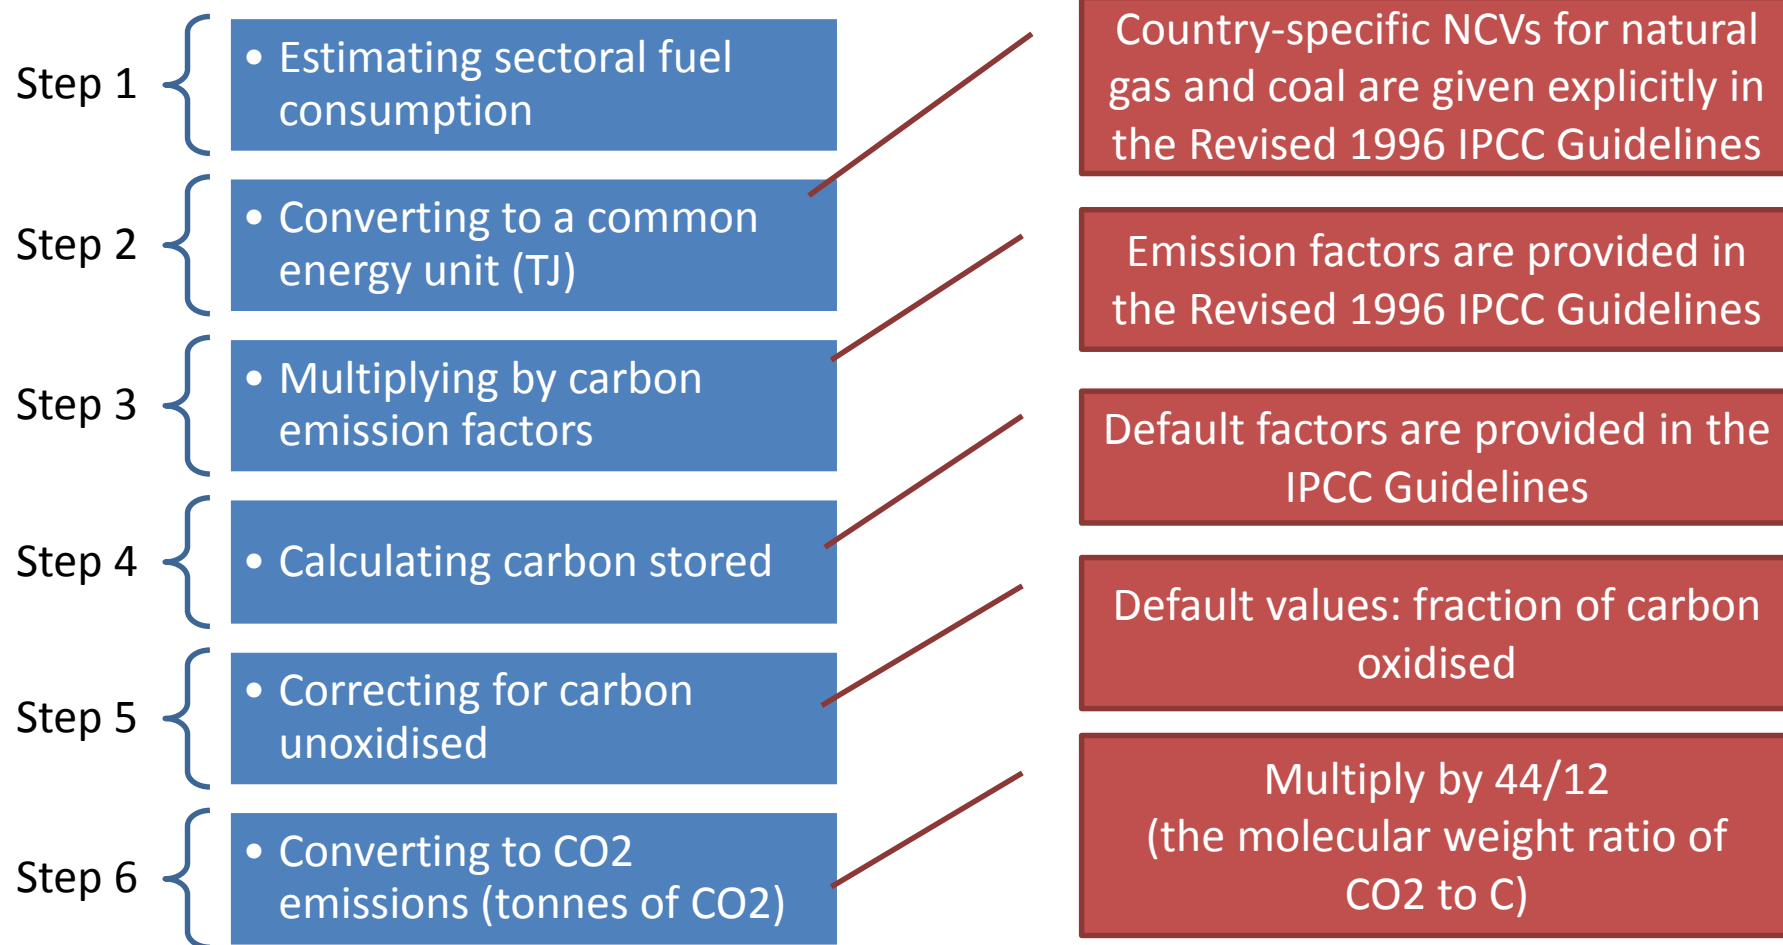 Step 1
• Estimating sectoral fuel
consumption
Country-specific NCVs for natural
gas and coal are given explicitly in
the Revised 1996 IPCC Guidelines
Step 2
• Converting to a common
energy unit (TJ)
Emission factors are provided in
the Revised 1996 IPCC Guidelines
Step 3
• Multiplying by carbon
emission factors
Default factors are provided in the
IPCC Guidelines
Step 4
• Calculating carbon stored
Default values: fraction of carbon
oxidised
Step 5
• Correcting for carbon
unoxidised
Multiply by 44/12
(the molecular weight ratio of
CO2 to C)
Step 6
• Converting to CO2
emissions (tonnes of CO2)